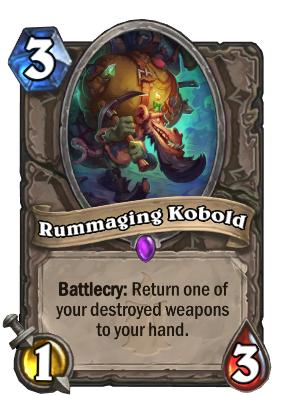 3
Rummaging Kobold
Battlecry: Return one of
your destroyed weapons
to your hand.
1
3